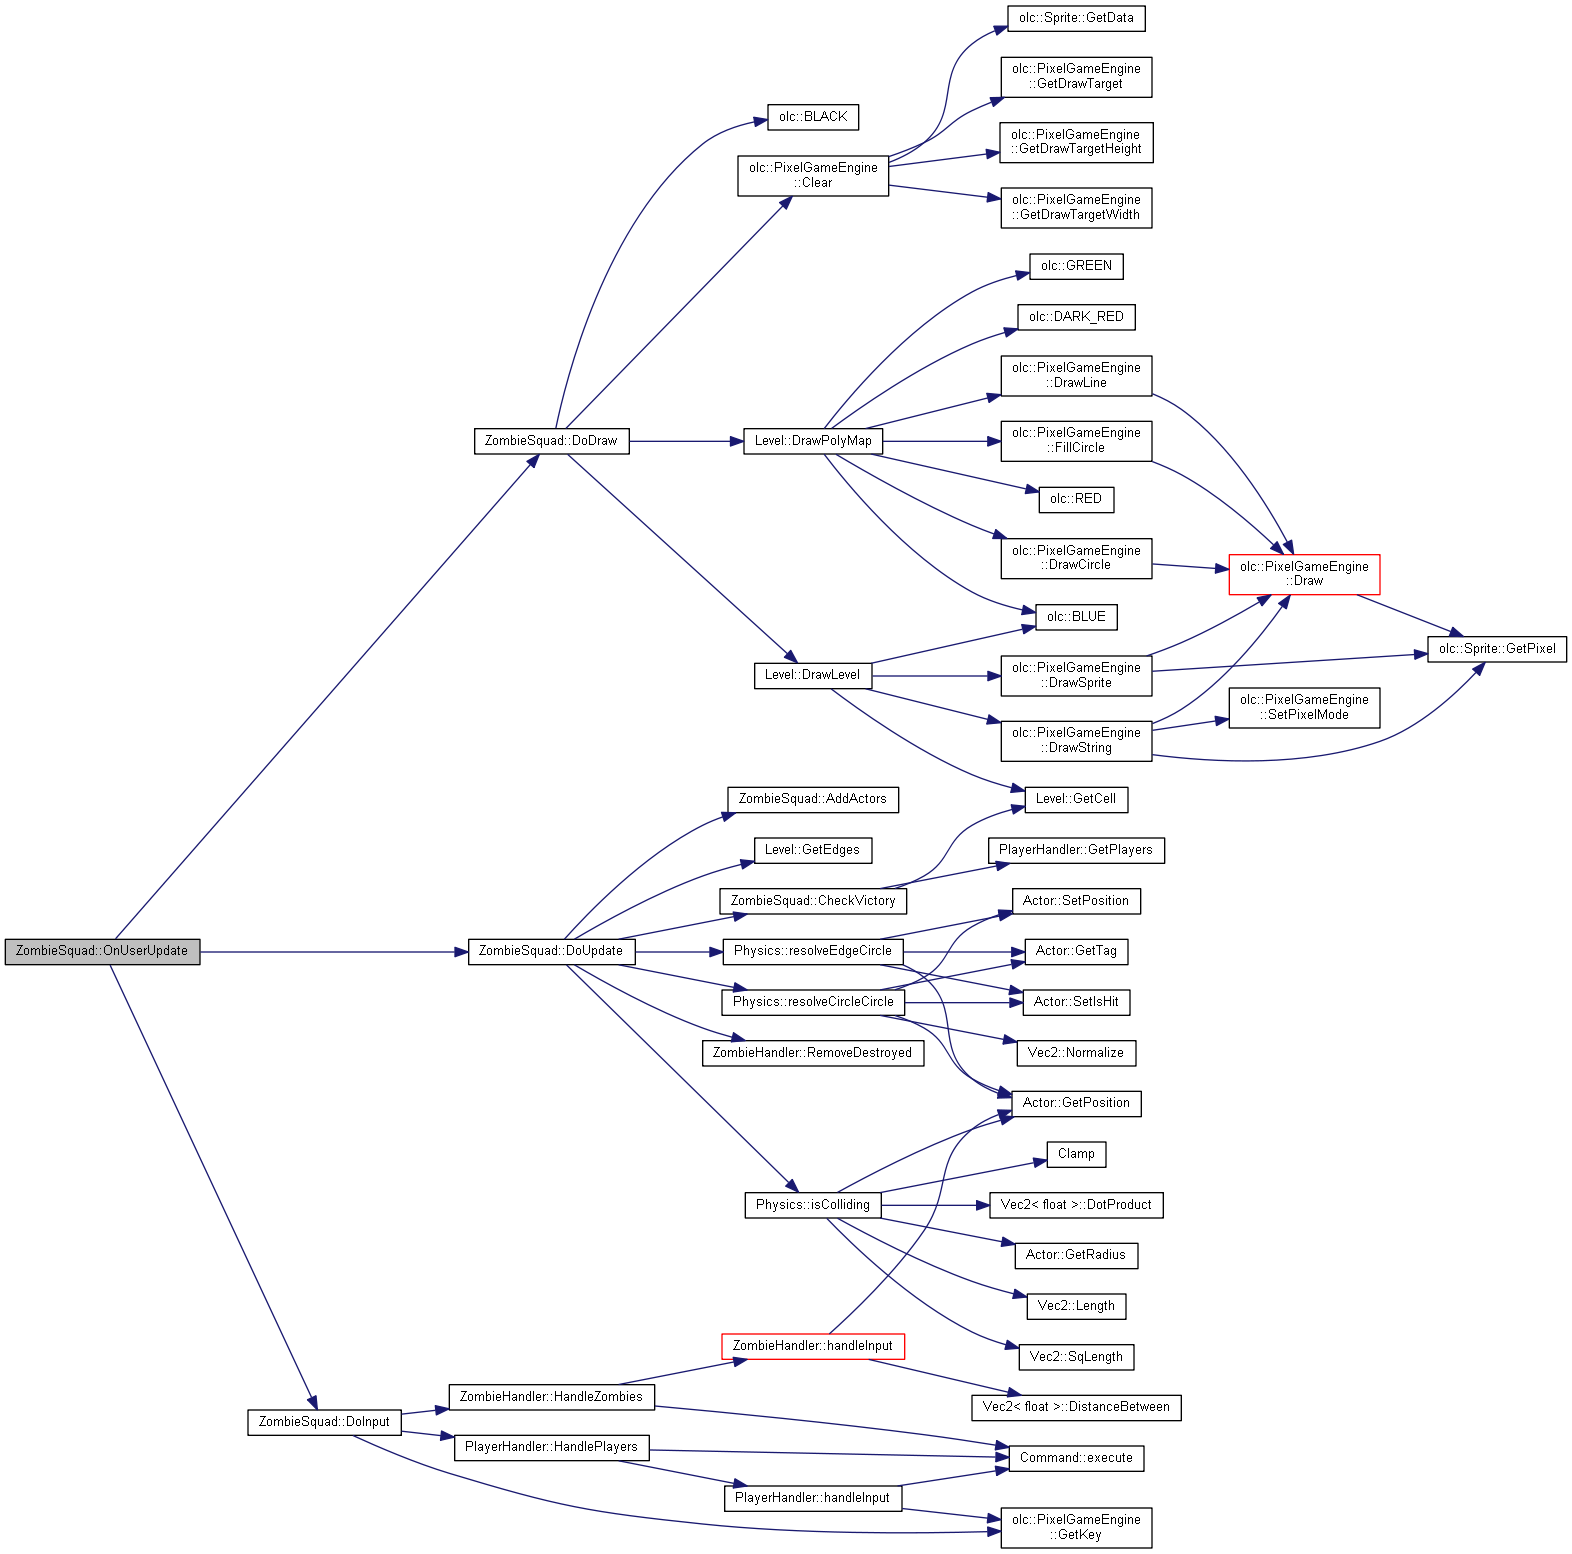 olc::Sprite::GetData
olc::PixelGameEngine
::GetDrawTarget
olc::BLACK
olc::PixelGameEngine
::GetDrawTargetHeight
olc::PixelGameEngine
::Clear
olc::PixelGameEngine
::GetDrawTargetWidth
olc::GREEN
olc::DARK_RED
olc::PixelGameEngine
::DrawLine
ZombieSquad::DoDraw
Level::DrawPolyMap
olc::PixelGameEngine
::FillCircle
olc::RED
olc::PixelGameEngine
::DrawCircle
olc::PixelGameEngine
::Draw
olc::BLUE
olc::Sprite::GetPixel
Level::DrawLevel
olc::PixelGameEngine
::DrawSprite
olc::PixelGameEngine
::SetPixelMode
olc::PixelGameEngine
::DrawString
ZombieSquad::AddActors
Level::GetCell
Level::GetEdges
PlayerHandler::GetPlayers
ZombieSquad::CheckVictory
Actor::SetPosition
ZombieSquad::OnUserUpdate
ZombieSquad::DoUpdate
Physics::resolveEdgeCircle
Actor::GetTag
Physics::resolveCircleCircle
Actor::SetIsHit
ZombieHandler::RemoveDestroyed
Vec2::Normalize
Actor::GetPosition
Clamp
Physics::isColliding
Vec2< float >::DotProduct
Actor::GetRadius
Vec2::Length
ZombieHandler::handleInput
Vec2::SqLength
ZombieHandler::HandleZombies
Vec2< float >::DistanceBetween
ZombieSquad::DoInput
PlayerHandler::HandlePlayers
Command::execute
PlayerHandler::handleInput
olc::PixelGameEngine
::GetKey